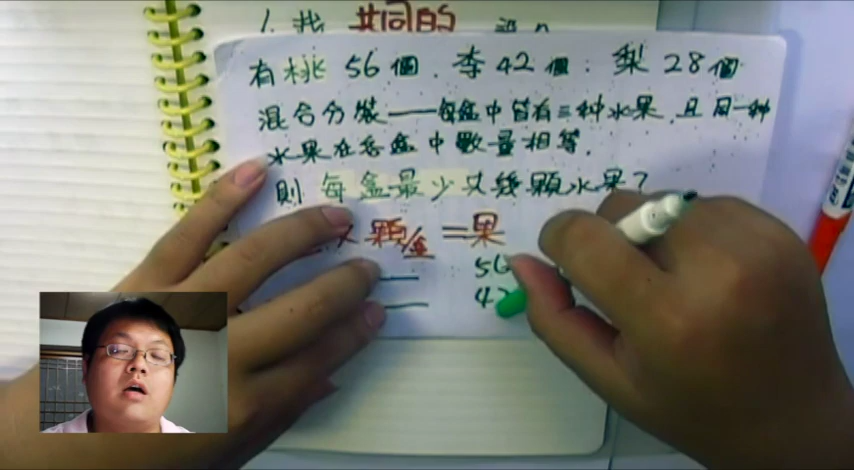 1. 找 共同的
有桃 56個. 李42個. 梨28個
混合分裝——每盒中皆有三种水果. 且同一种
水果在各盒中數量相等.
則 每盒最少共幾顆水果?
顆/盒 = 果
56
42